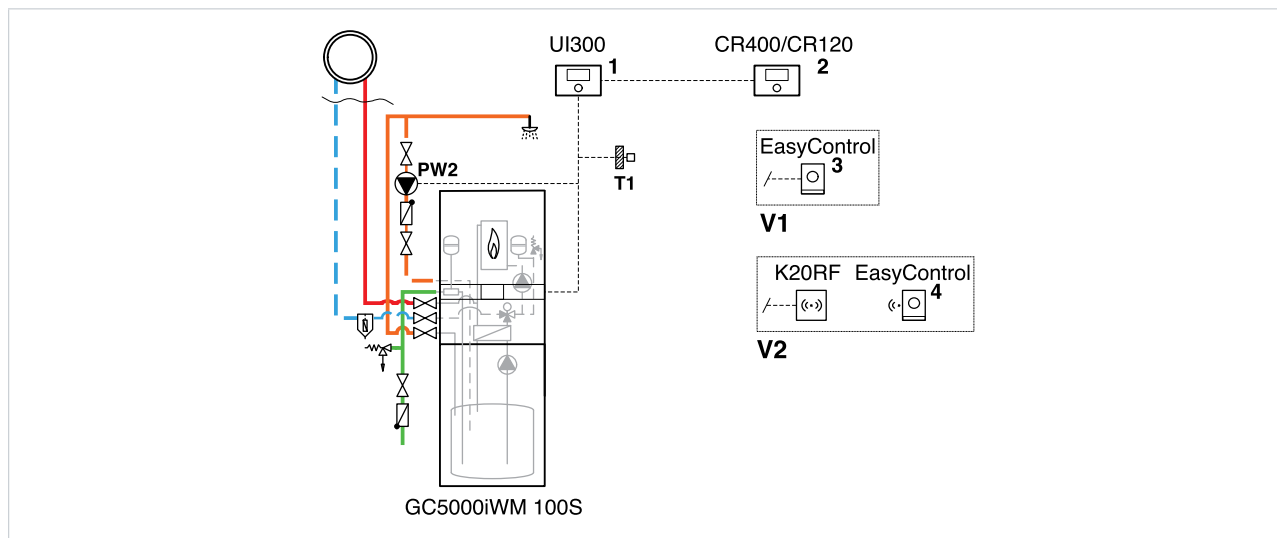 UI300
1
CR400/CR120
2
PW2
T1
EasyControl
3
V1
K20RF
EasyControl
4
V2
GC5000iWM 100S